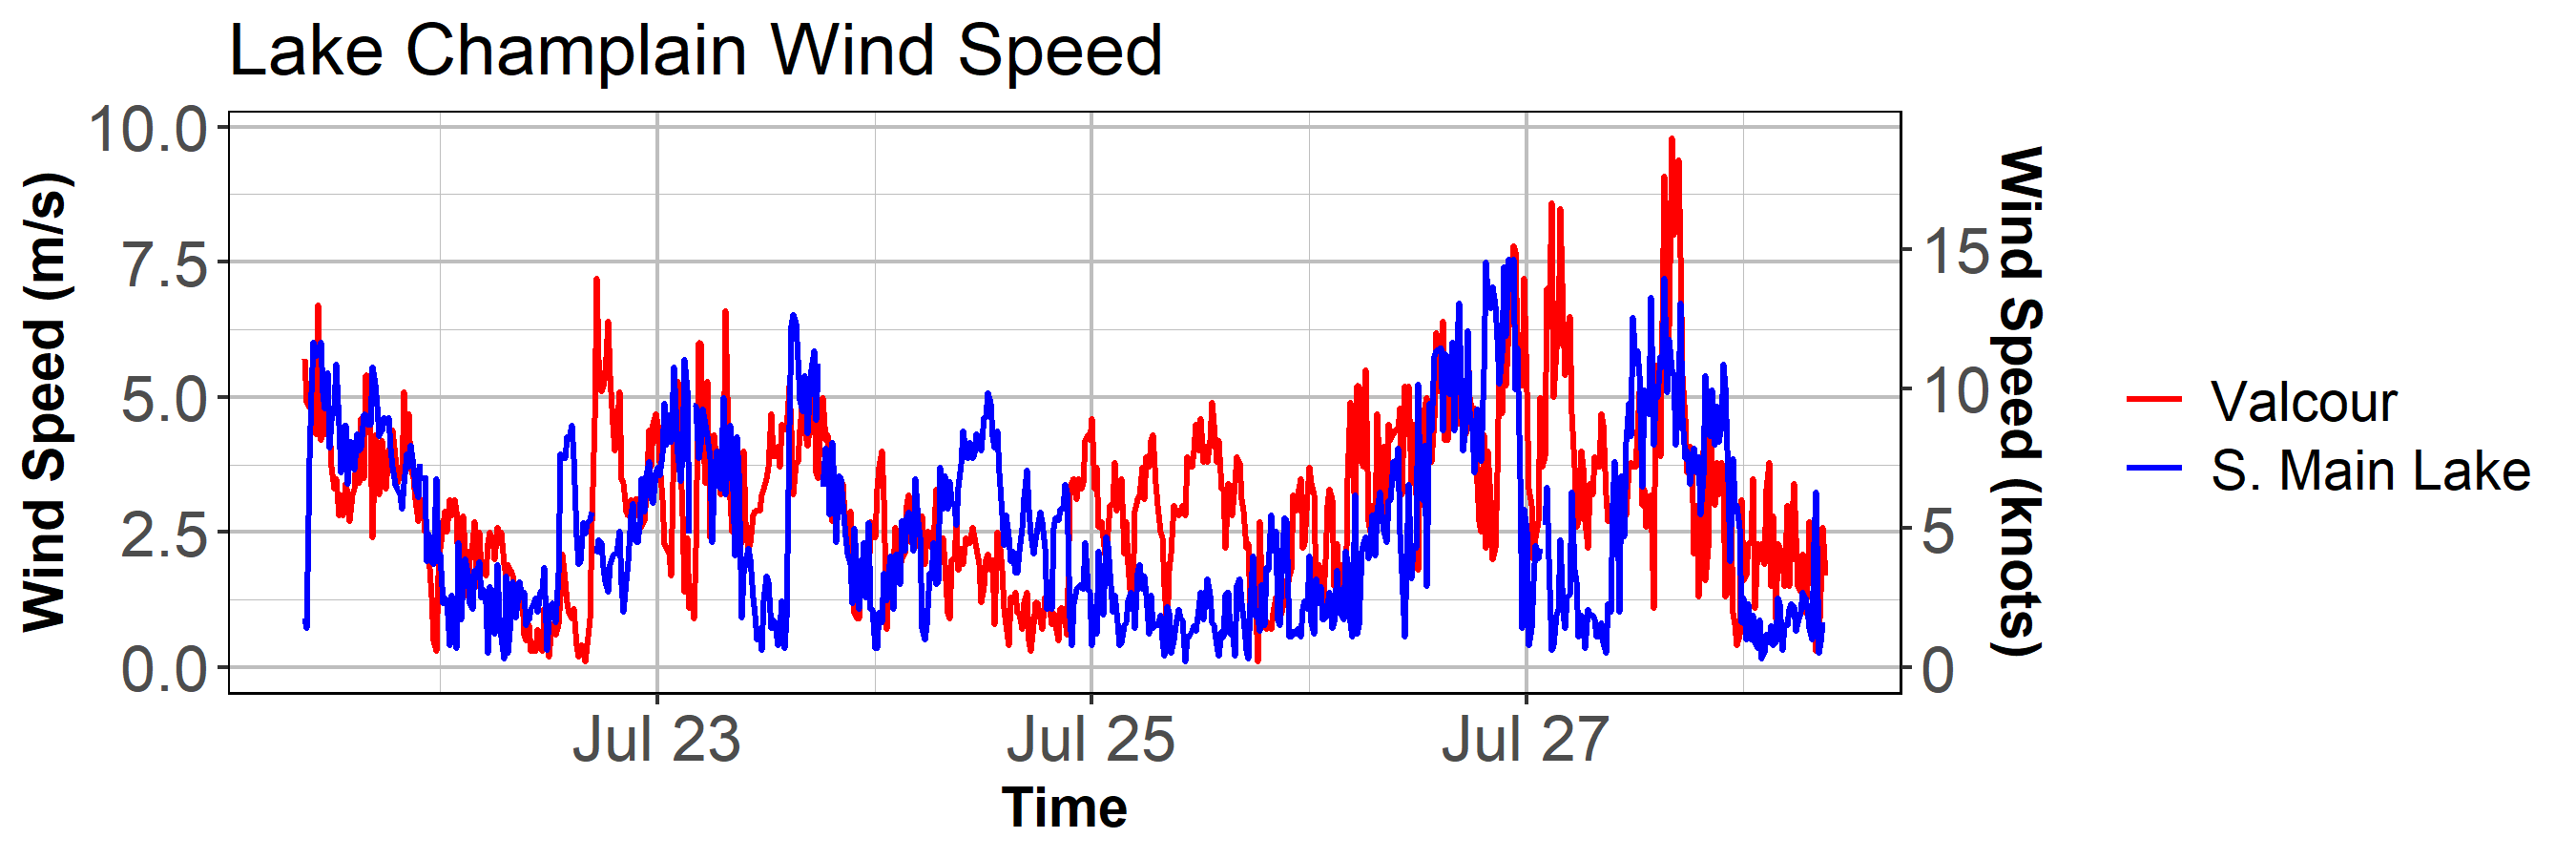 Lake Champlain Wind Speed
Wind Speed (m/s)
10.0
7.5
5.0
2.5
0.0
15
10
5
0
Wind Speed (knots)
Jul 23
Jul 25
Jul 27
Time
Valcour
S. Main Lake